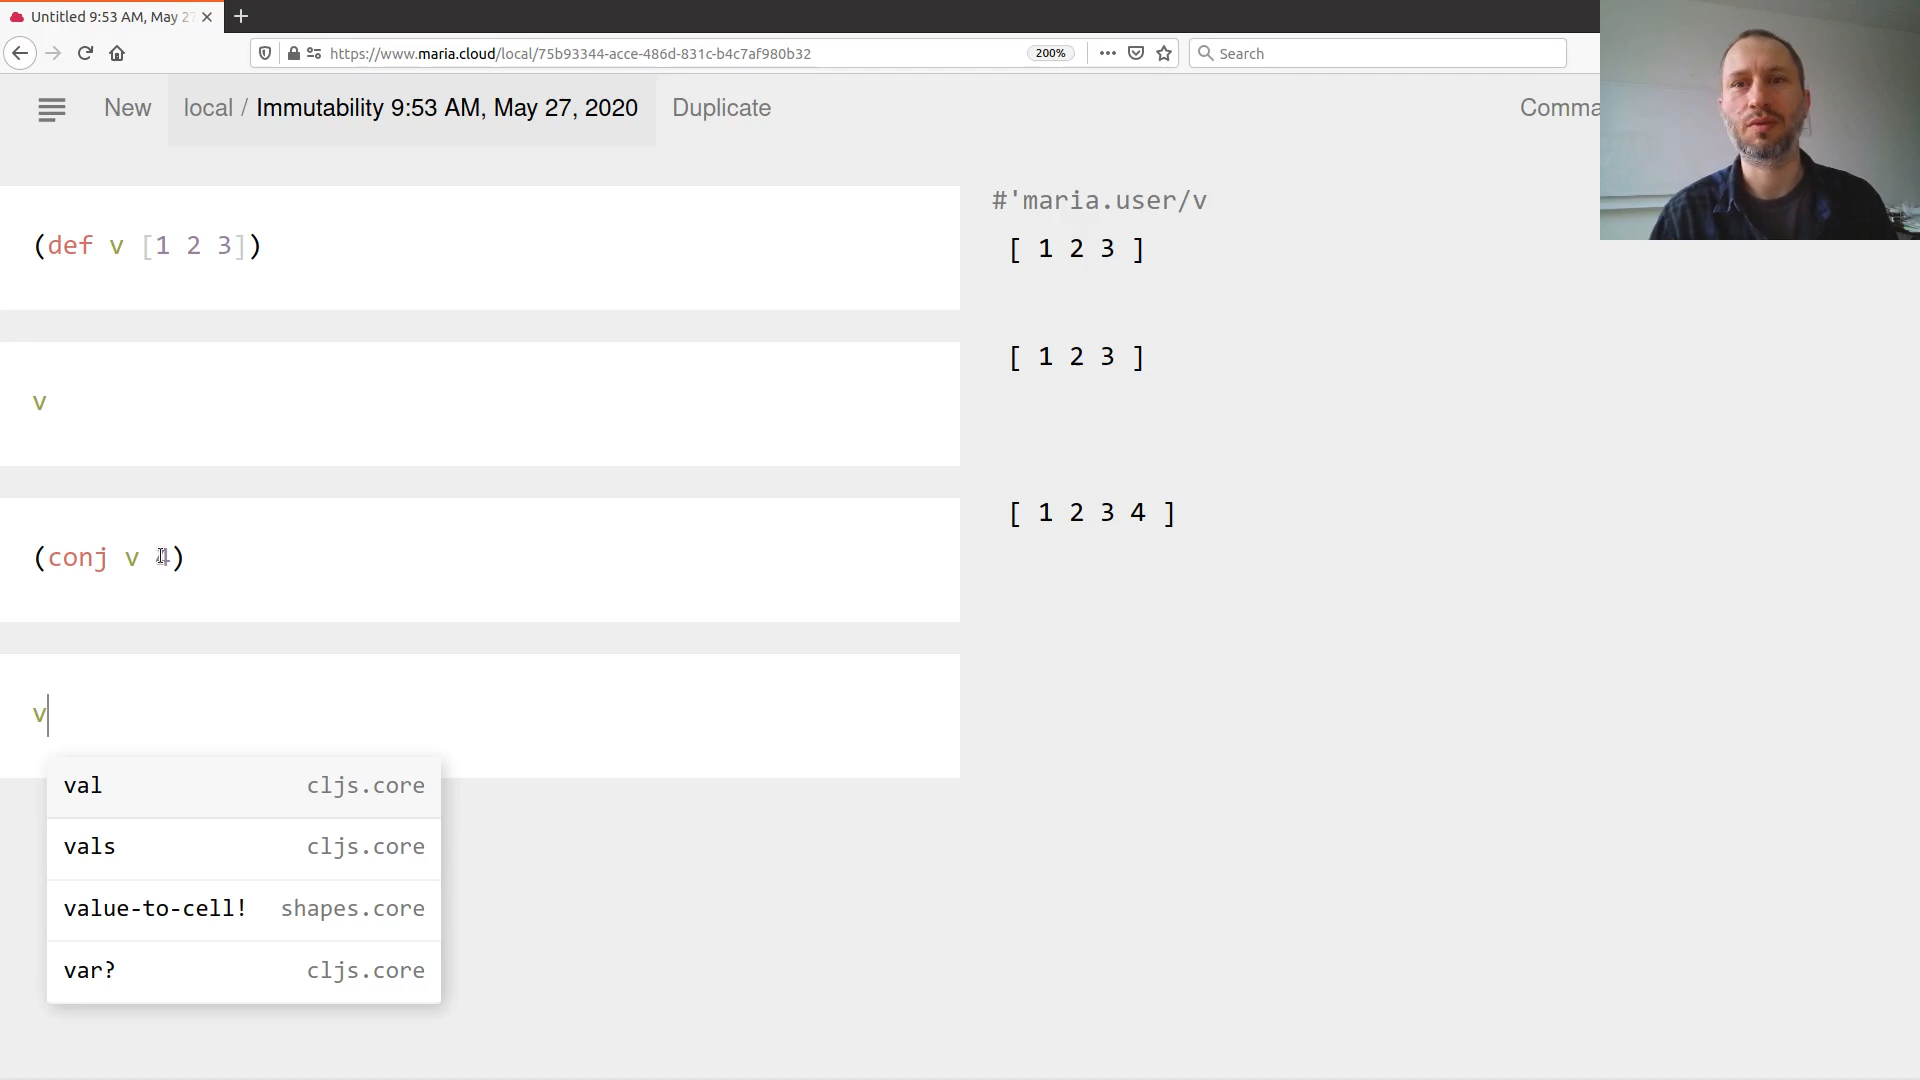 Untitled 9:53 AM, May 27
https://www.maria.cloud/local/75b93344-acce-486d-831c-b4c7af980b32
200%
Search
New
local / Immutability 9:53 AM, May 27, 2020
Duplicate
Comma
(def v [1 2 3])
#'maria.user/v
[ 1 2 3 ]
v
[ 1 2 3 ]
(conj v 4)
[ 1 2 3 4 ]
v
val cljs.core
vals cljs.core
value-to-cell! shapes.core
var? cljs.core